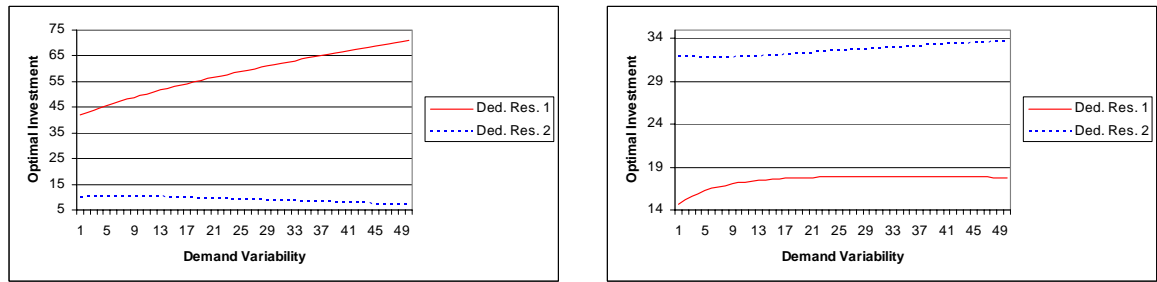 75
65
55
45
35
25
15
5
Optimal Investment
1 5 9 13 17 21 25 29 33 37 41 45 49
Demand Variability
Ded. Res. 1
Ded. Res. 2
34
29
24
19
14
Optimal Investment
1 5 9 13 17 21 25 29 33 37 41 45 49
Demand Variability
Ded. Res. 1
Ded. Res. 2